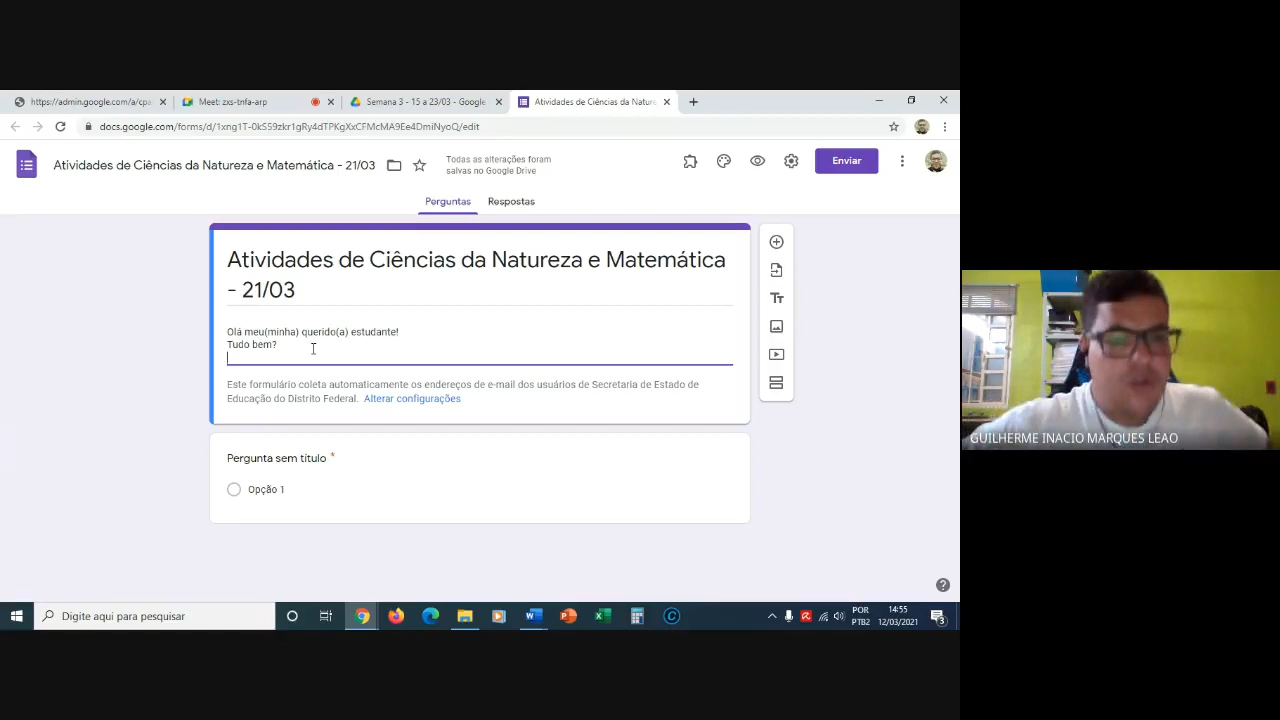 https://admin.google.com/a/cpa
Meet: zxs-tnfa-arp
Semana 3 - 15 a 23/03 - Google
Atividades de Ciências da Nature
docs.google.com/forms/d/1xng1T-0kS59zkr1gRy4dTPKgXxCFMcMA9Ee4DmiNyoQ/edit
Atividades de Ciências da Natureza e Matemática - 21/03
Todas as alterações foram
salvas no Google Drive
Enviar
Perguntas
Respostas
Atividades de Ciências da Natureza e Matemática
- 21/03
Olá meu(minha) querido(a) estudante!
Tudo bem?
Este formulário coleta automaticamente os endereços de e-mail dos usuários de Secretaria de Estado de
Educação do Distrito Federal. Alterar configurações
Pergunta sem título *
Opção 1
GUILHERME INACIO MARQUES LEAO
Digite aqui para pesquisar
POR
PTB2
14:55
12/03/2021
3